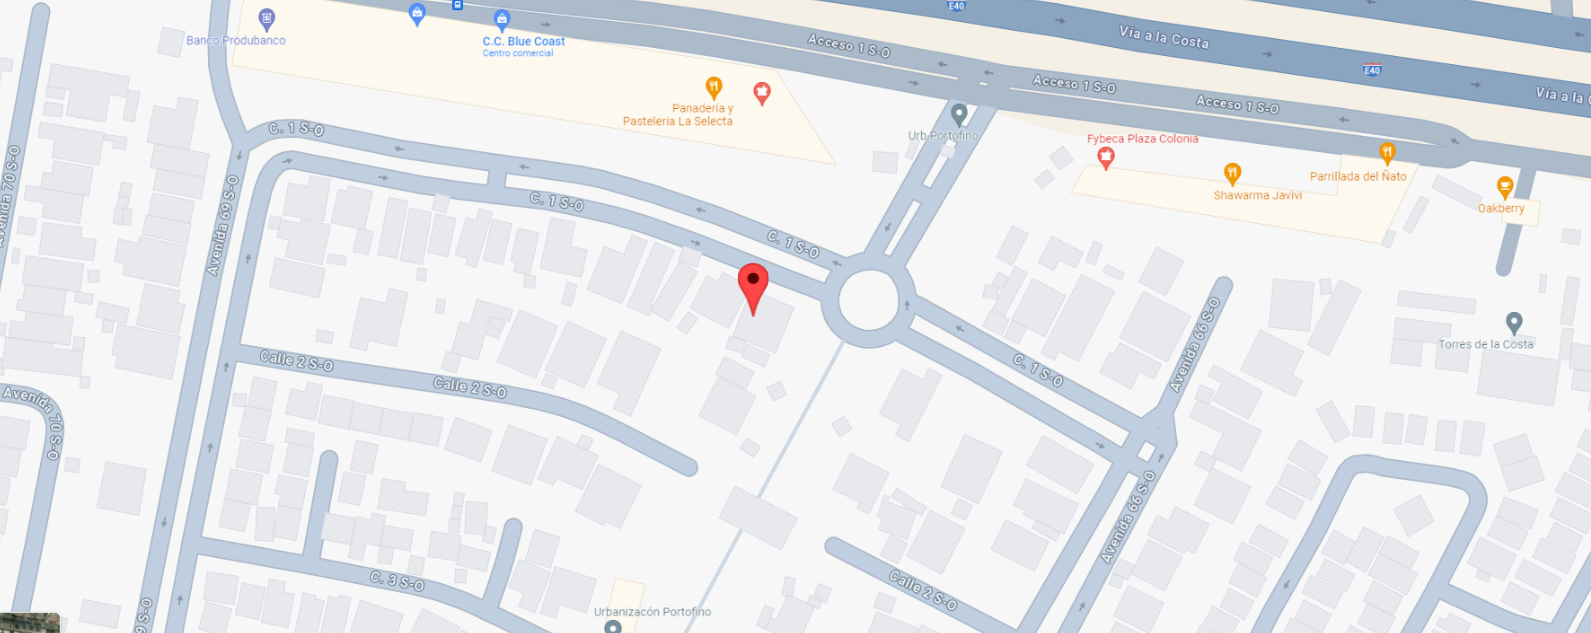 E40
Banco Produbanco
C.C. Blue Coast
Centro comercial
Acceso 1 S-O
Vía a la Costa
E40
Acceso 1 S-O
Acceso 1 S-O
Panadería y
Pasteleria La Selecta
C. 1 S-O
Urb Portofino
Fybeca Plaza Colonia
Parrillada del Ñato
Shawarma Javivi
Oakberry
Avenida 70 S-O
Avenida 69 S-O
C. 1 S-O
C. 1 S-O
Avenida 66 S-O
Torres de la Costa
Calle 2 S-O
Calle 2 S-O
C. 1 S-O
Avenida 70 S-O
Avenida 66 S-O
C. 3 S-O
Calle 2 S-O
Urbanizacón Portofino